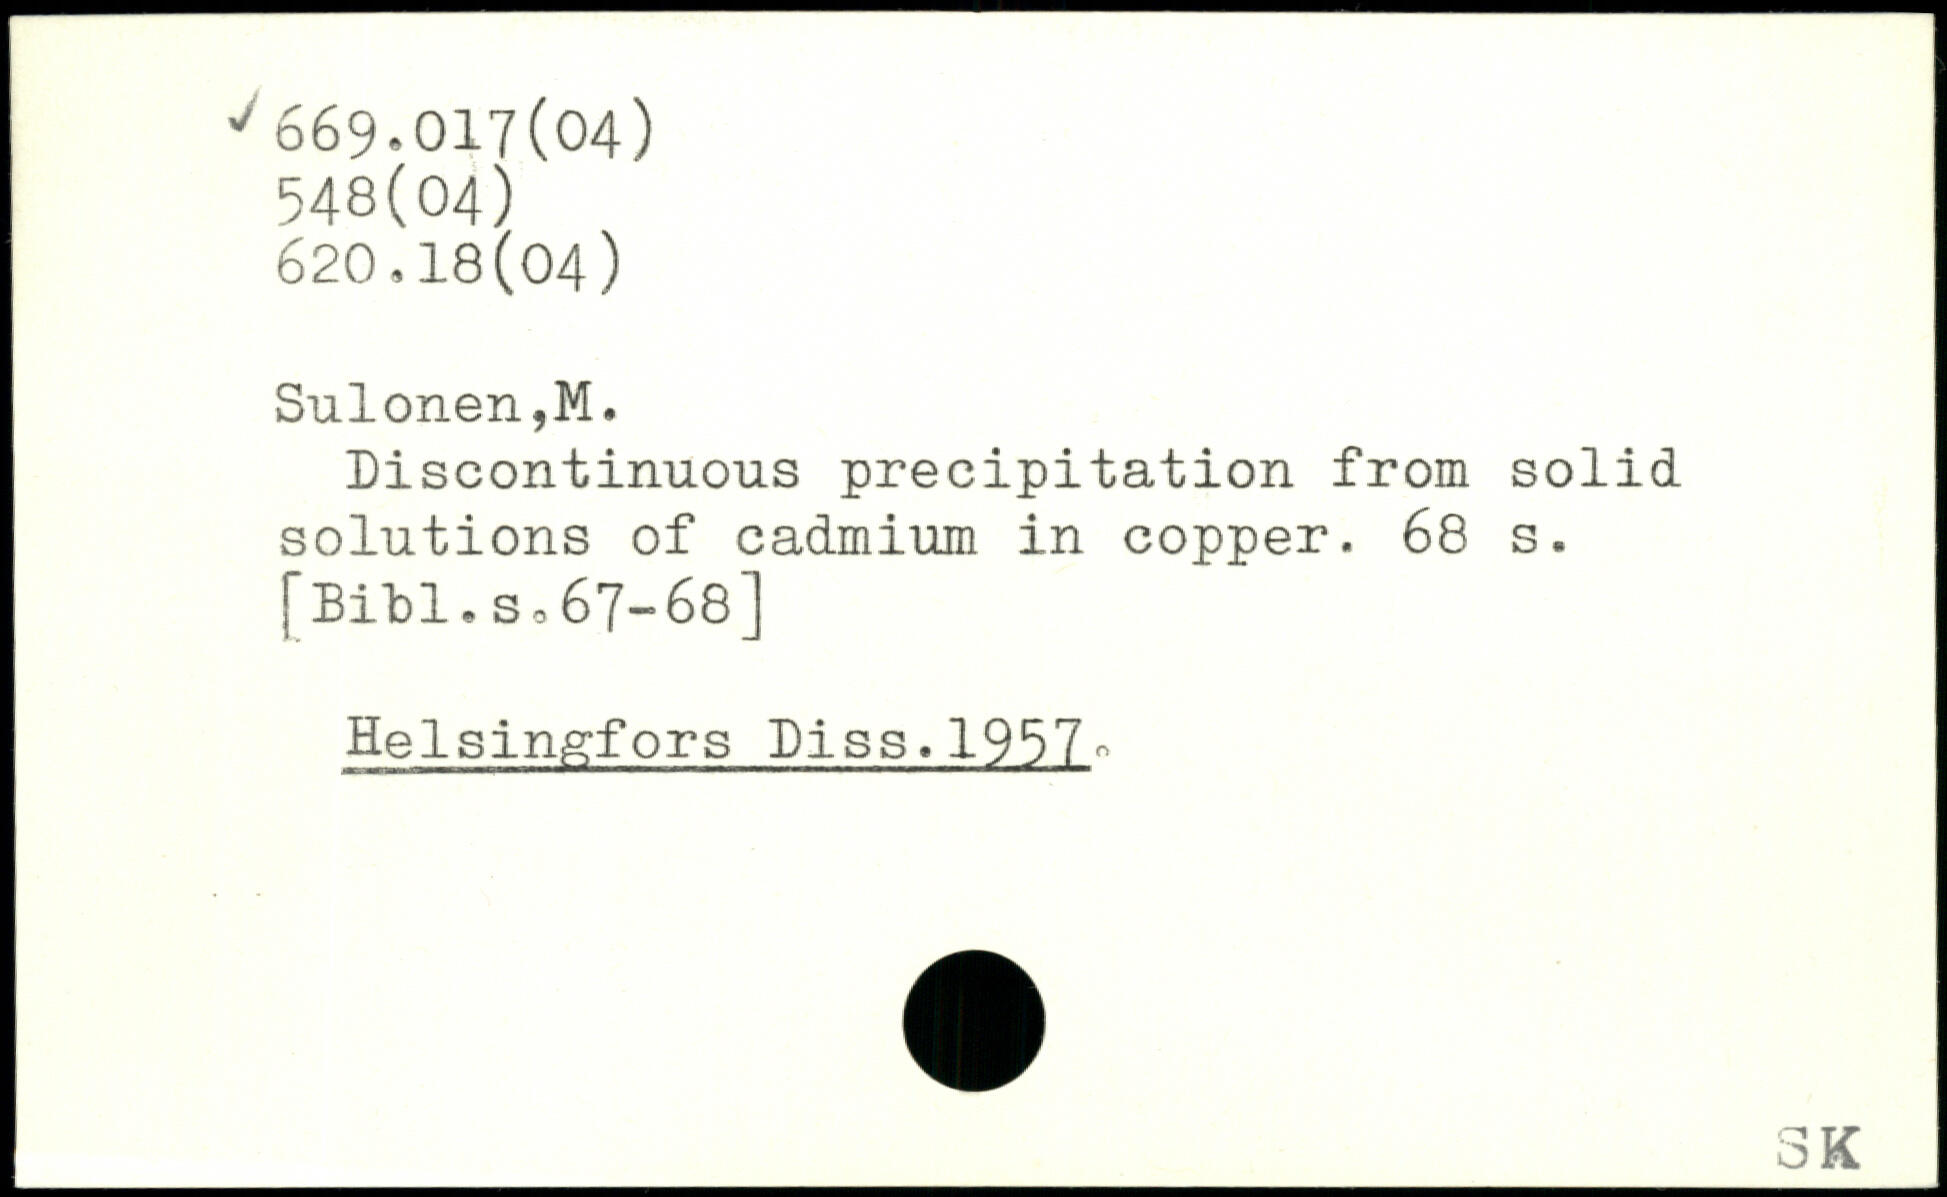 ✓669.017(04)
548(04)
620.18(04)
Sulonen,M.
Discontinuous precipitation from solid
solutions of cadmium in copper. 68 s.
[Bibl.s.67-68]
Helsingfors Diss.1957.
SK